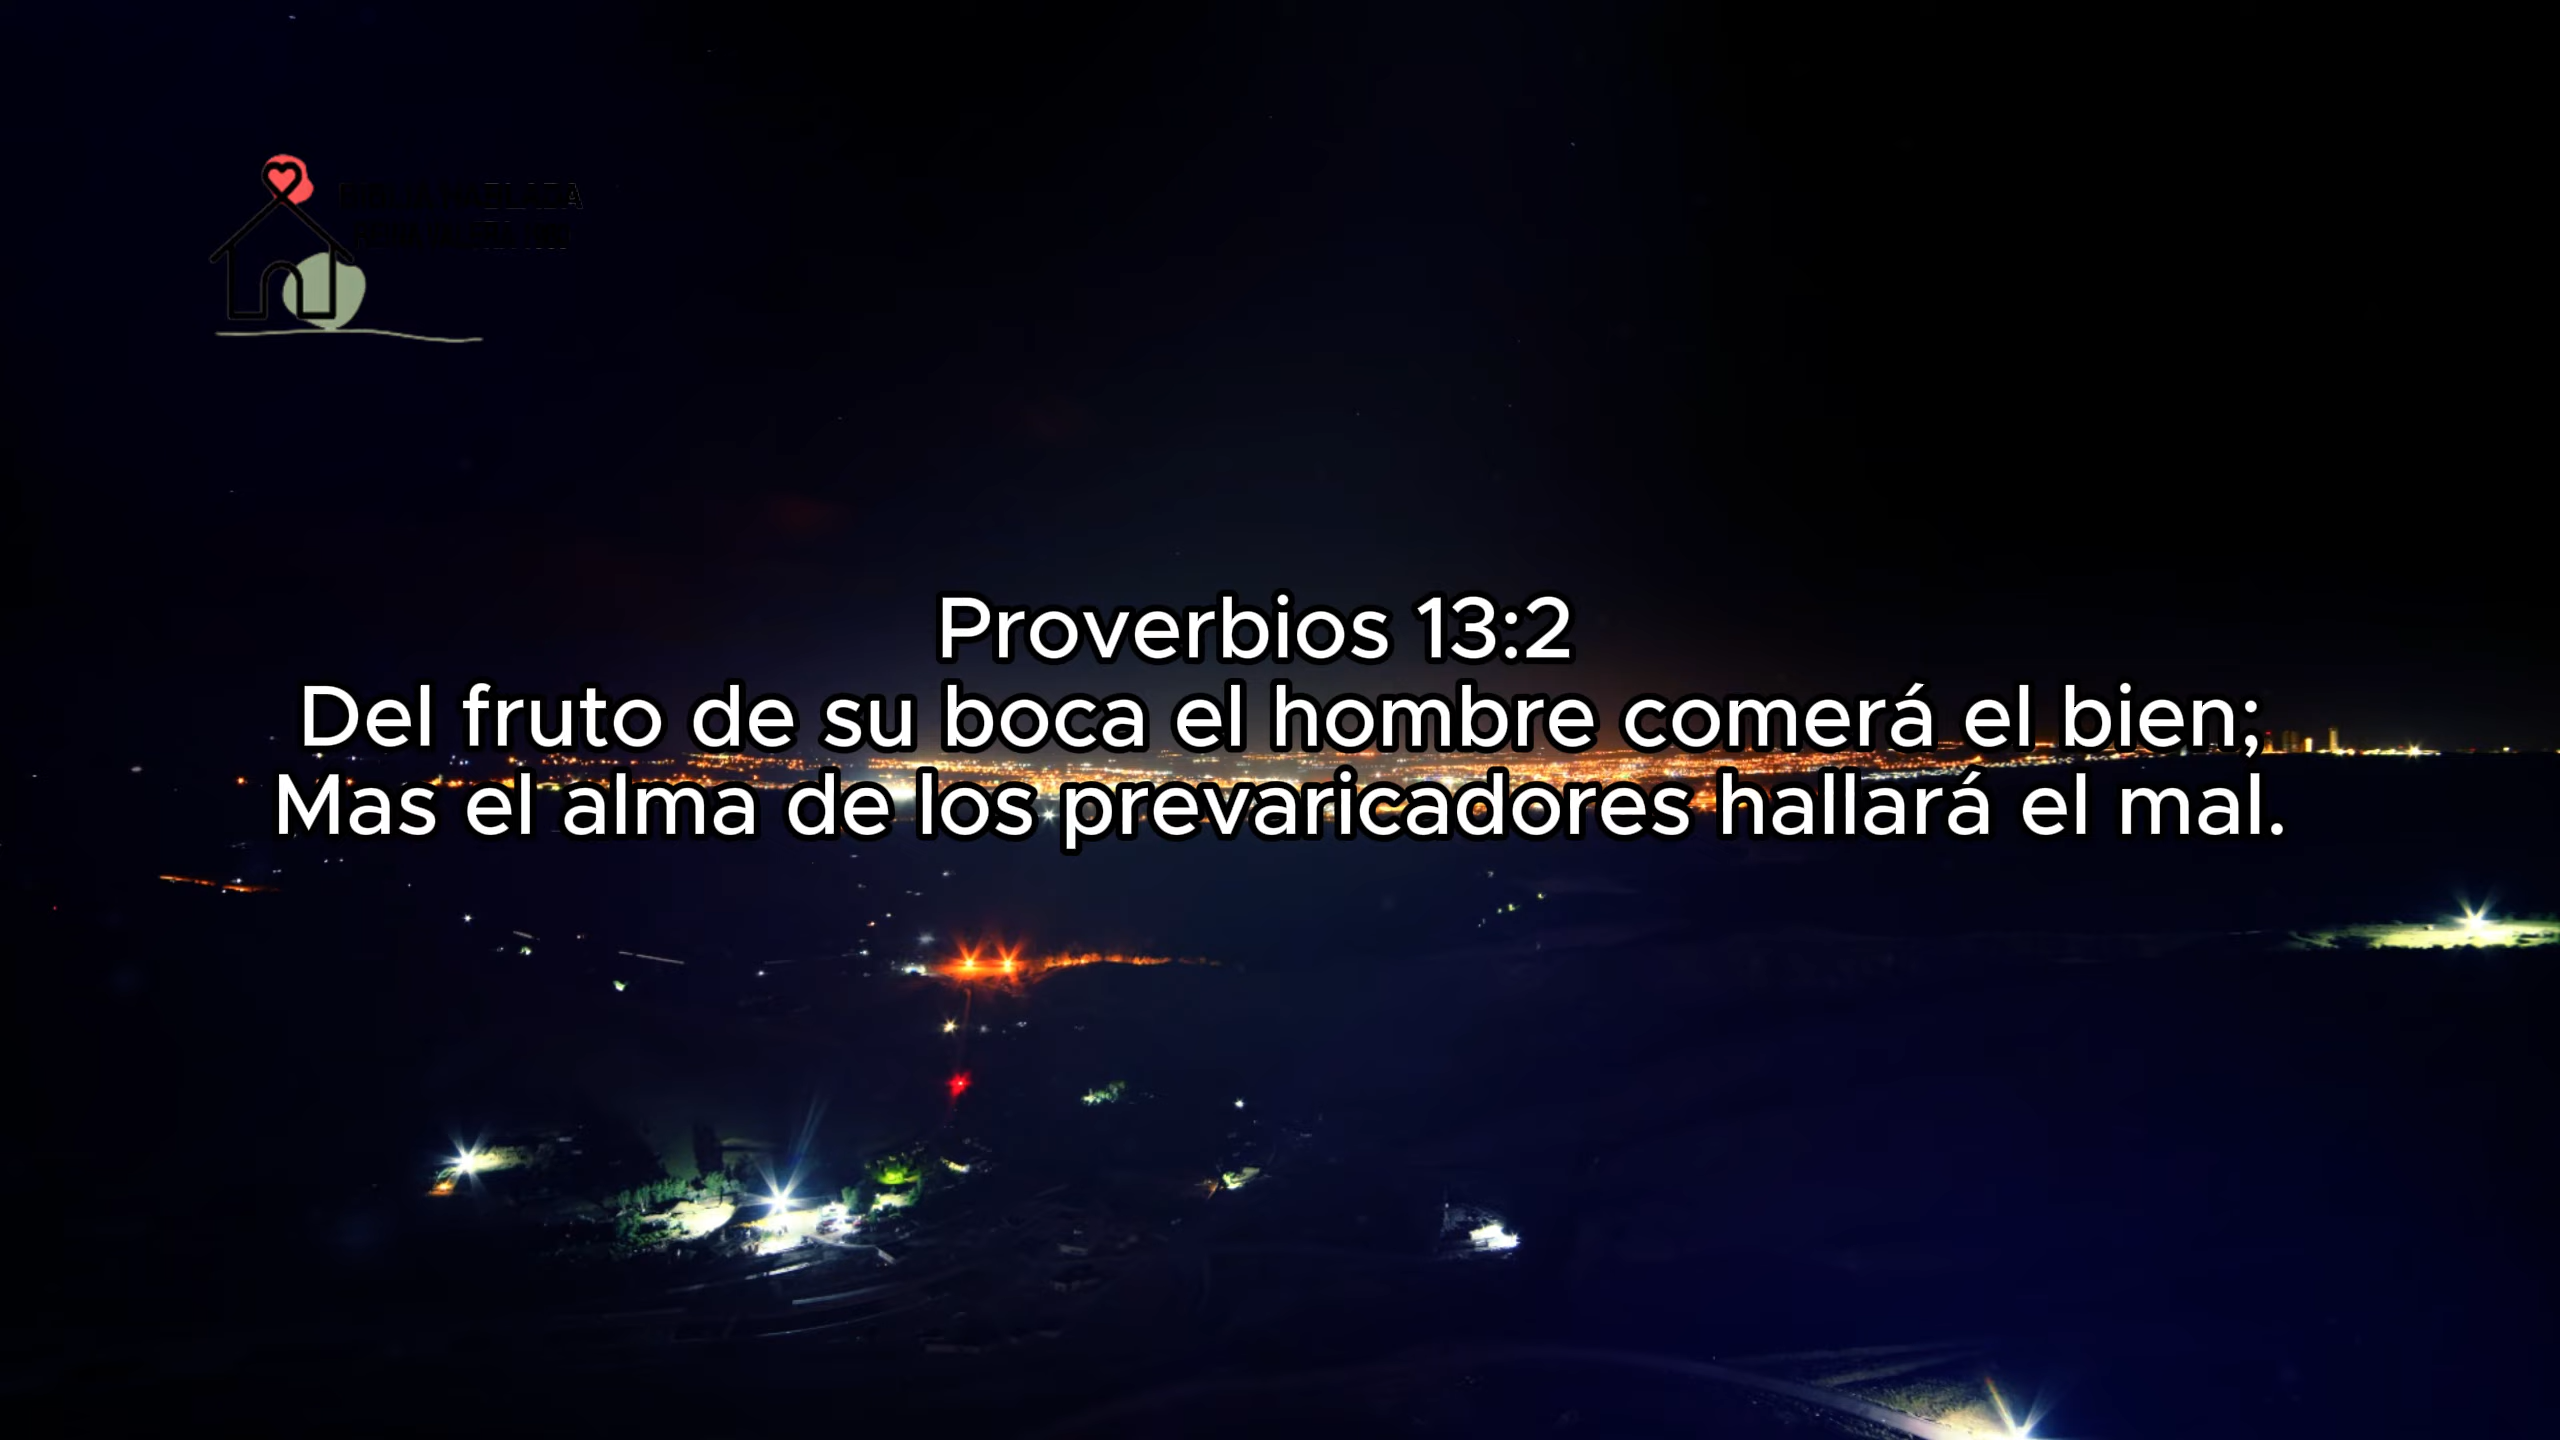 Proverbios 13:2
Del fruto de su boca el hombre comerá el bien;
Mas el alma de los prevaricadores hallará el mal.